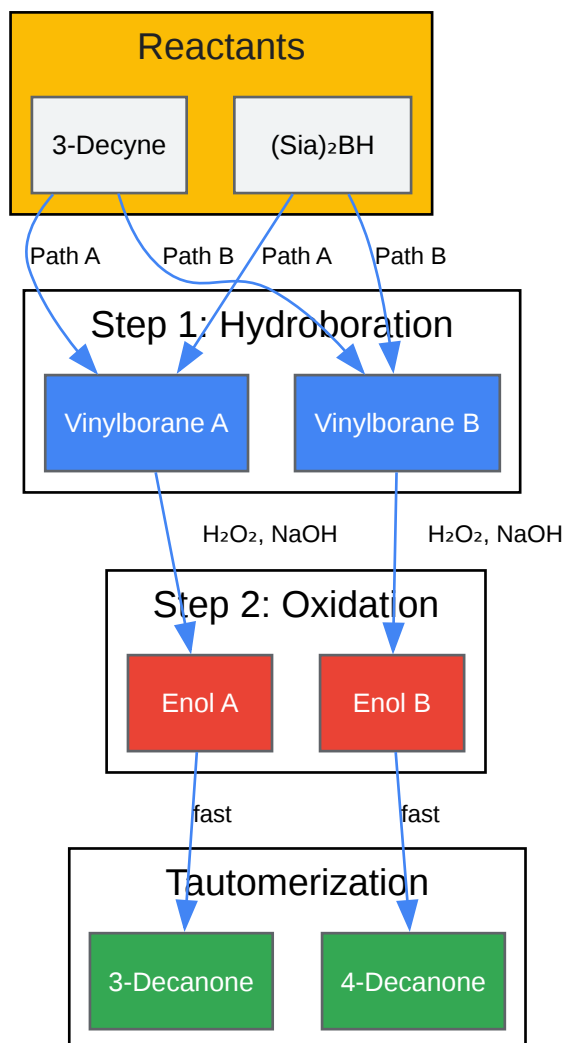 Reactants
3-Decyne
(Sia)₂BH
Path A
Path B
Path A
Path B
Step 1: Hydroboration
Vinylborane A
Vinylborane B
H₂O₂, NaOH
H₂O₂, NaOH
Step 2: Oxidation
Enol A
Enol B
fast
fast
Tautomerization
3-Decanone
4-Decanone